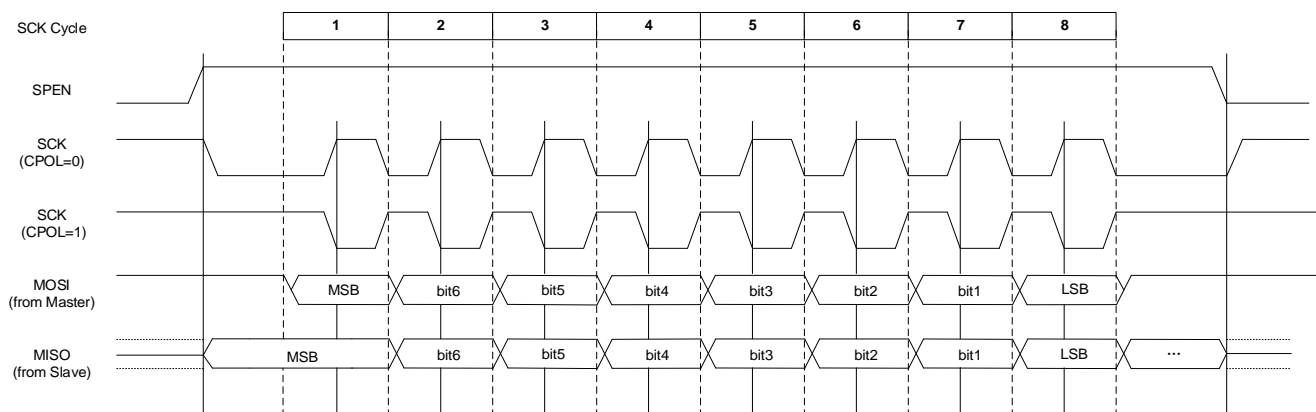 SCK Cycle 1 2 3 4 5 6 7 8
SPEN
SCK
(CPOL=0)
SCK
(CPOL=1)
MOSI
(from Master)
MSB bit6 bit5 bit4 bit3 bit2 bit1 LSB
MISO
(from Slave)
MSB bit6 bit5 bit4 bit3 bit2 bit1 LSB ...